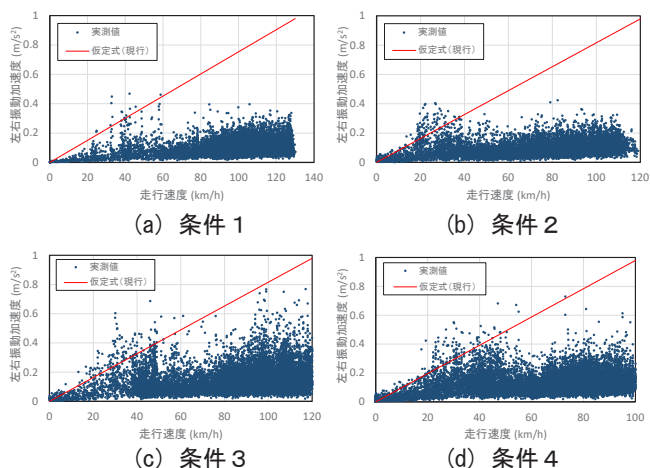 左右振動加速度 (m/s²)
1
0.8
0.6
0.4
0.2
0
実測値
仮定式(現行)
0 20 40 60 80 100 120 140
走行速度 (km/h)
(a) 条件1
左右振動加速度 (m/s²)
1
0.8
0.6
0.4
0.2
0
実測値
仮定式(現行)
0 20 40 60 80 100 120
走行速度 (km/h)
(b) 条件2
左右振動加速度 (m/s²)
1
0.8
0.6
0.4
0.2
0
実測値
仮定式(現行)
0 20 40 60 80 100 120
走行速度 (km/h)
(c) 条件3
左右振動加速度 (m/s²)
1
0.8
0.6
0.4
0.2
0
実測値
仮定式(現行)
0 20 40 60 80 100
走行速度 (km/h)
(d) 条件4